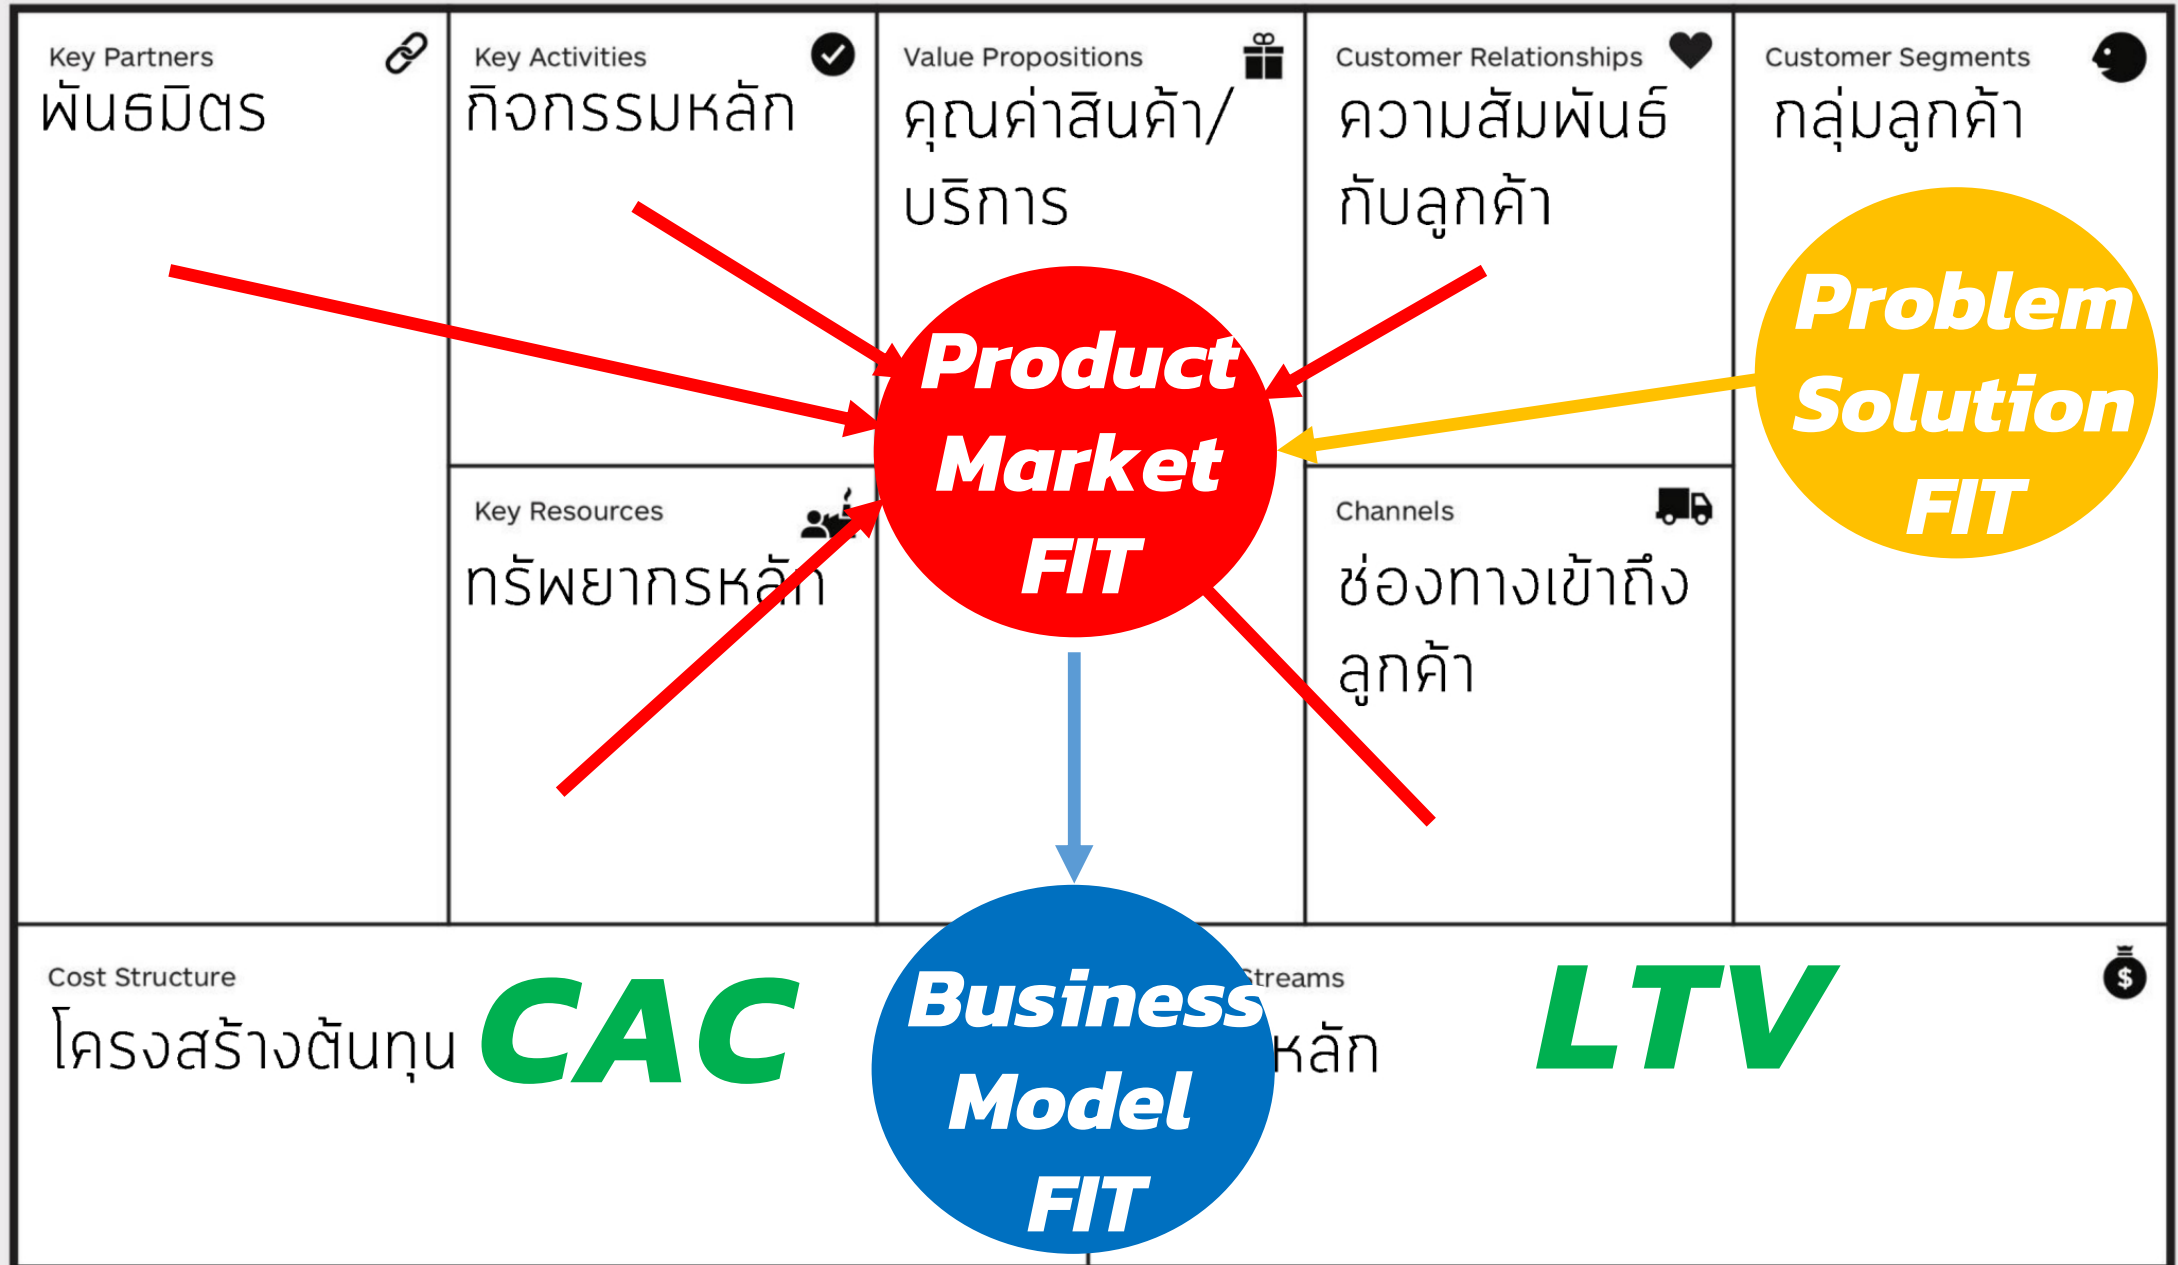 Key Partners
พันธมิตร
Key Activities
กิจกรรมหลัก
Value Propositions
คุณค่าสินค้า/
บริการ
Customer Relationships
ความสัมพันธ์
กับลูกค้า
Customer Segments
กลุ่มลูกค้า
Problem
Solution
FIT
Product
Market
FIT
Key Resources
ทรัพยากรหลัก
Channels
ช่องทางเข้าถึง
ลูกค้า
Cost Structure
โครงสร้างต้นทุน
CAC
Business
Model
FIT
Streams
หลัก
LTV
$